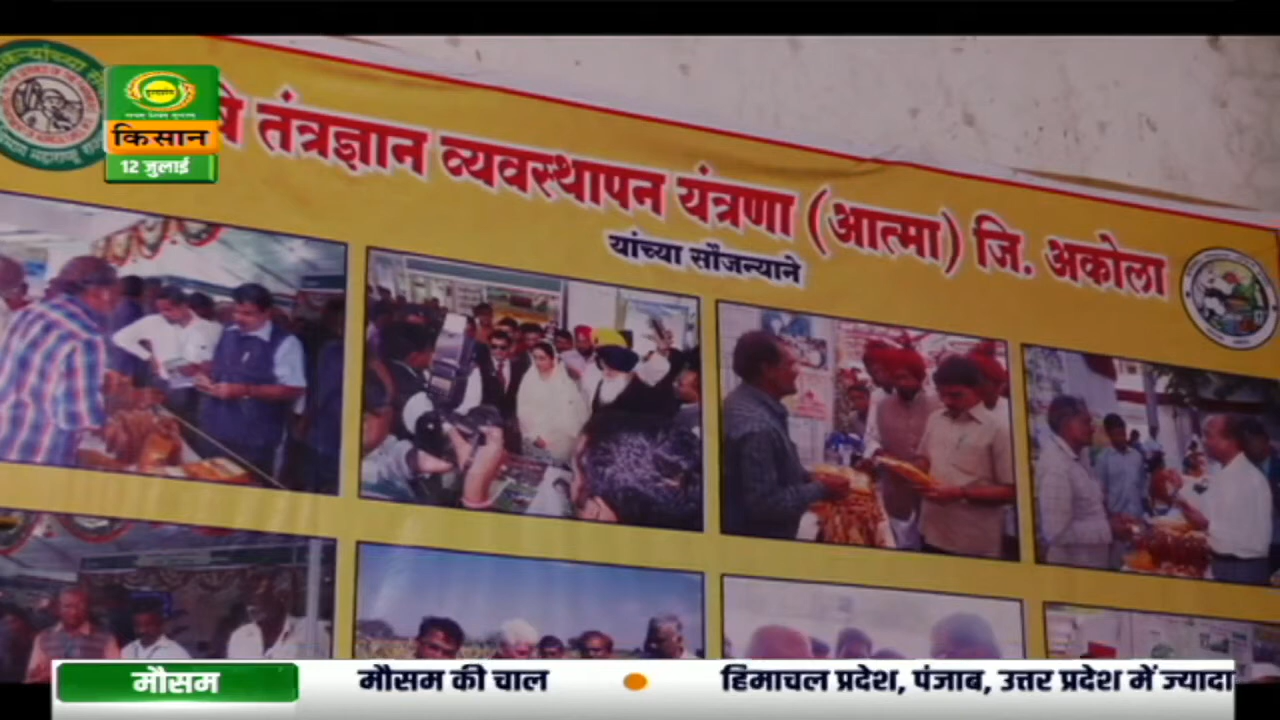 किसान
12 जुलाई
तंत्रज्ञान व्यवस्थापन यंत्रणा (आत्मा) जि. अकोला
यांच्या सौजन्याने
मौसम
मौसम की चाल
हिमाचल प्रदेश, पंजाब, उत्तर प्रदेश में ज्यादा